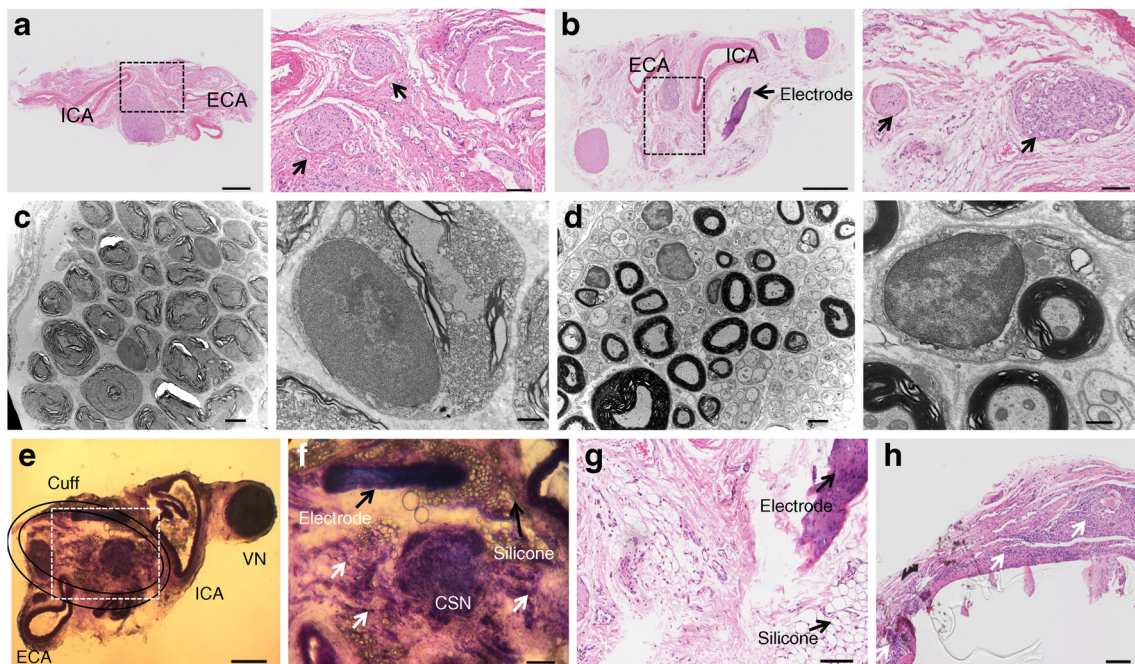 a
ICA
ECA
b
ECA
ICA
Electrode
c
d
e
Cuff
VN
ICA
ECA
f
Electrode
Silicone
CSN
g
Electrode
Silicone
h